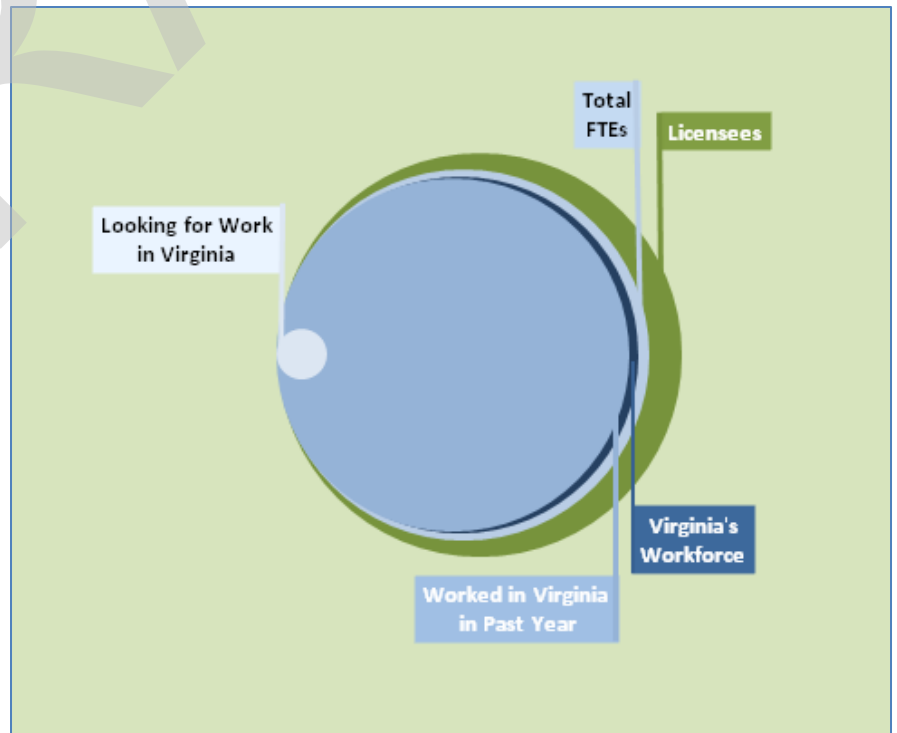 Total
FTEs
Licensees
Looking for Work
in Virginia
Virginia's
Workforce
Worked in Virginia
in Past Year